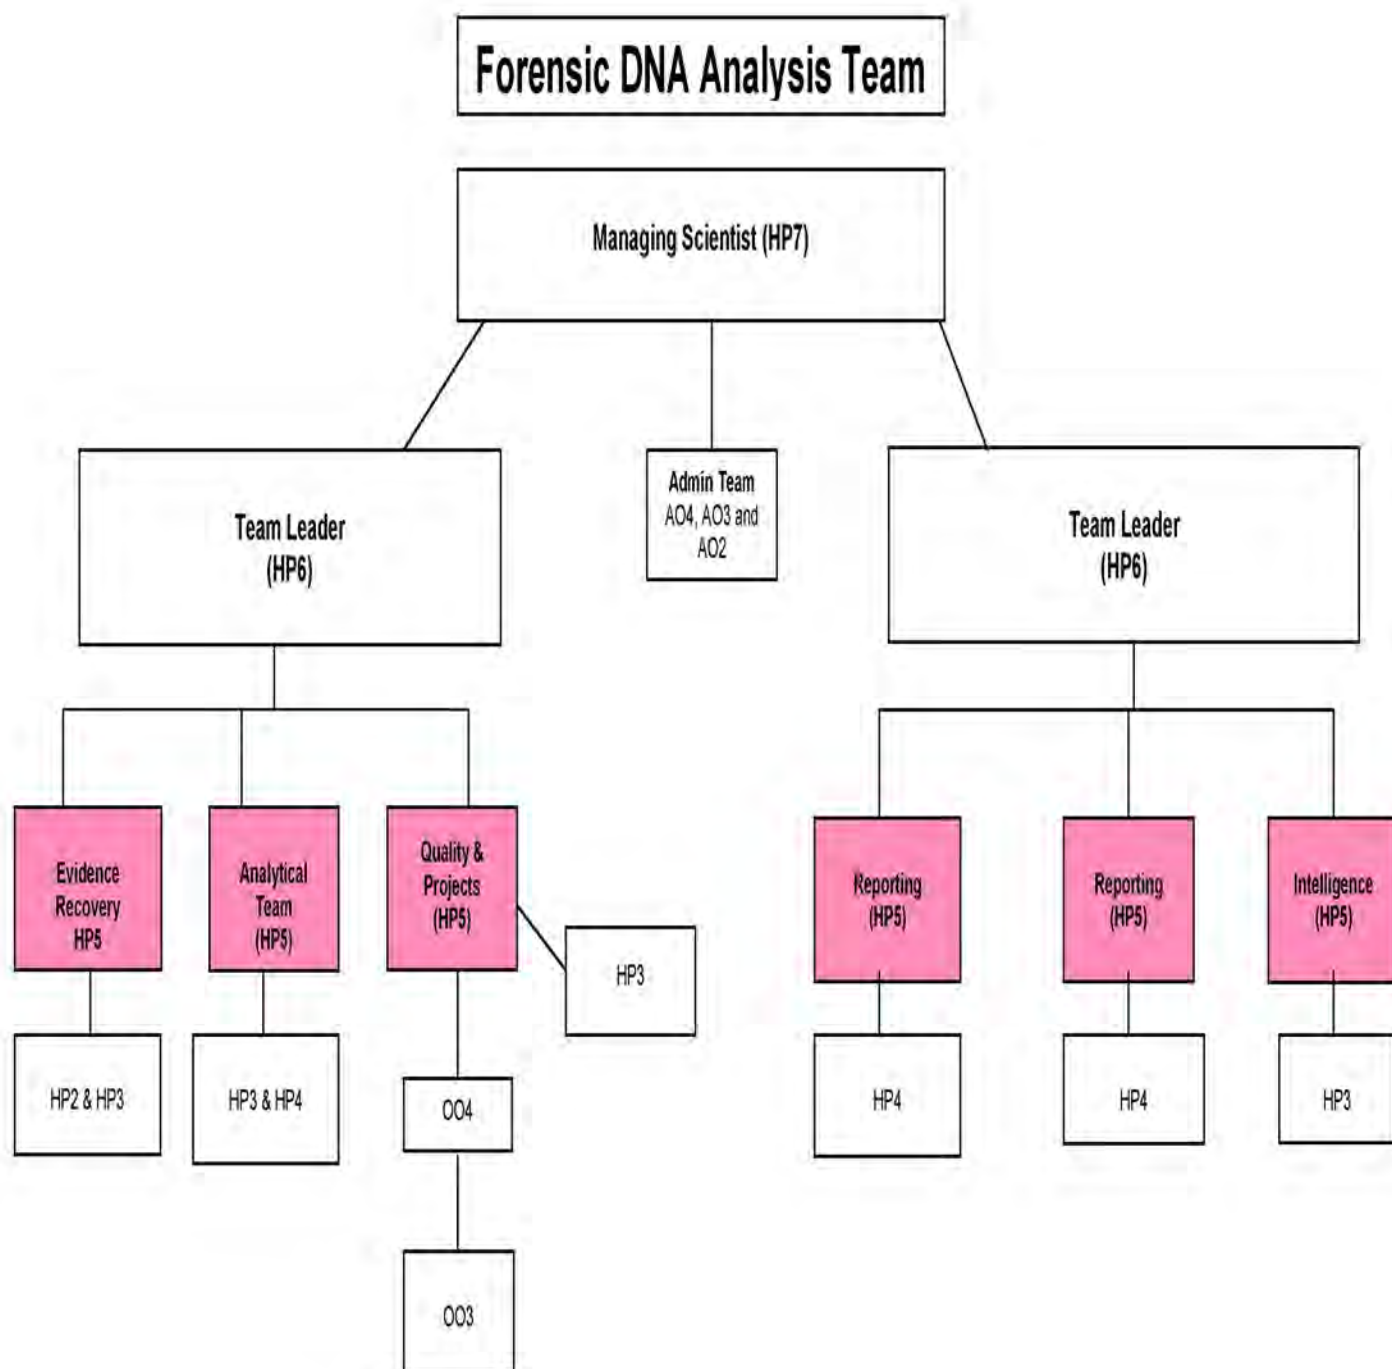 Forensic DNA Analysis Team
Managing Scientist (HP7)
Team Leader
(HP6)
Admin Team
AO4, AO3 and
AO2
Team Leader
(HP6)
Evidence
Recovery
HP5
Analytical
Team
(HP5)
Quality &
Projects
(HP5)
Reporting
(HP5)
Reporting
(HP5)
Intelligence
(HP5)
HP3
HP2 & HP3
HP3 & HP4
OO4
HP4
HP4
HP3
OO3